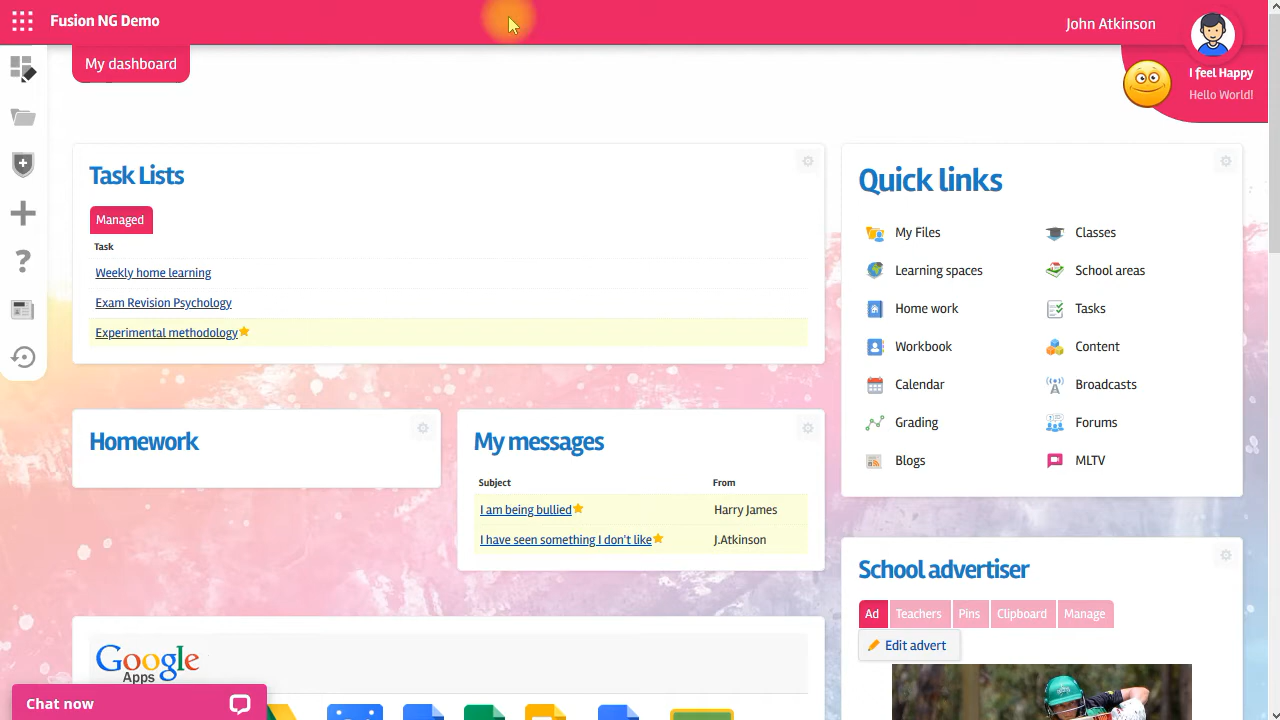 Fusion NG Demo
John Atkinson
My dashboard
I feel Happy
Hello World!
Task Lists
Managed
Task
Weekly home learning
Exam Revision Psychology
Experimental methodology
Homework
My messages
Subject From
I am being bullied Harry James
I have seen something I don't like J.Atkinson
Google
Apps
Quick links
My Files Classes
Learning spaces School areas
Home work Tasks
Workbook Content
Calendar Broadcasts
Grading Forums
Blogs MLTV
School advertiser
Ad Teachers Pins Clipboard Manage
Edit advert
Chat now